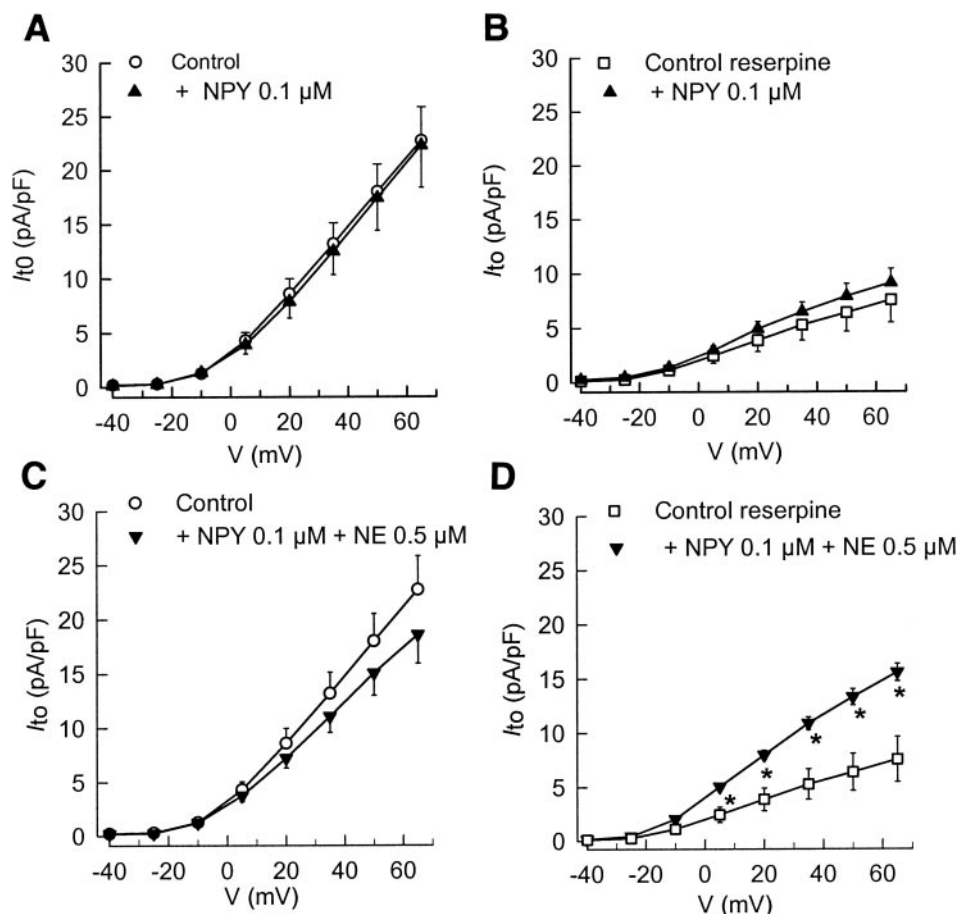 A
Control
+ NPY 0.1 µM
30
25
20
15
10
5
0
It0 (pA/pF)
-40 -20 0 20 40 60
V (mV)
B
Control reserpine
+ NPY 0.1 µM
30
25
20
15
10
5
0
Ito (pA/pF)
-40 -20 0 20 40 60
V (mV)
C
Control
+ NPY 0.1 µM + NE 0.5 µM
30
25
20
15
10
5
0
Ito (pA/pF)
-40 -20 0 20 40 60
V (mV)
D
Control reserpine
+ NPY 0.1 µM + NE 0.5 µM
30
25
20
15
10
5
0
Ito (pA/pF)
* * * * *
-40 -20 0 20 40 60
V (mV)